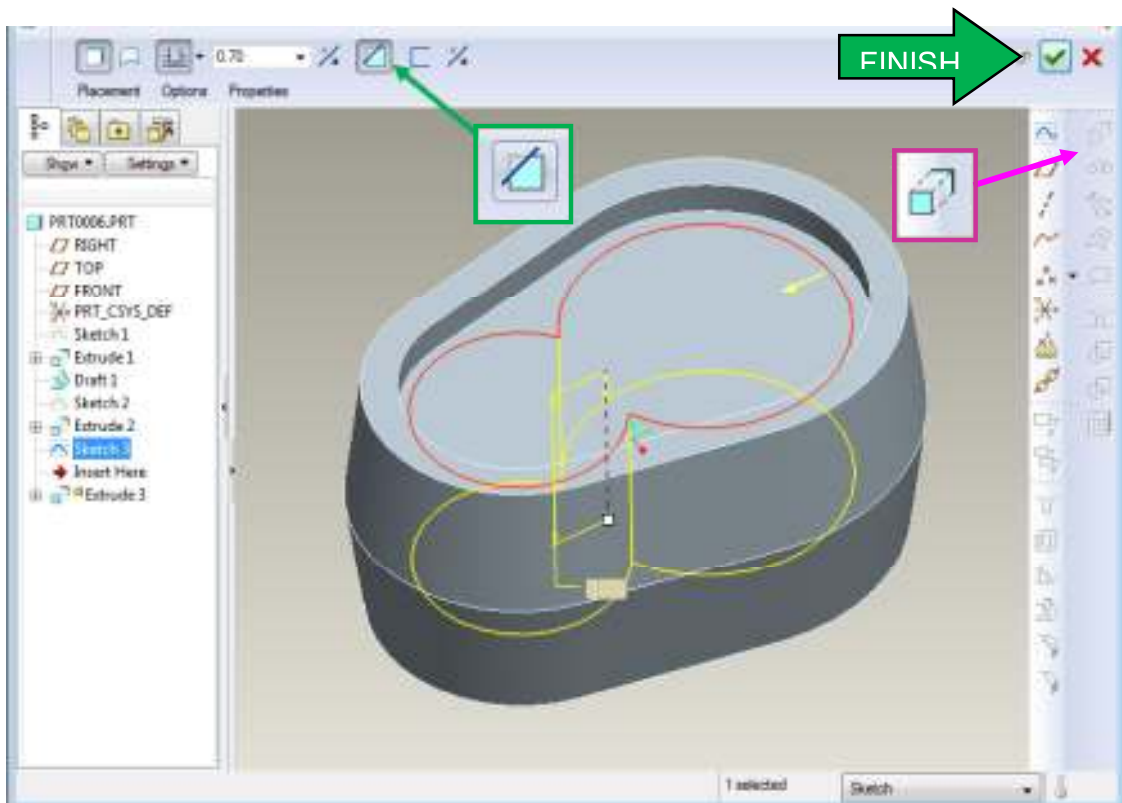 0.70
FINISH
Placement Options Properties
Show Settings
PRT0006.PRT
RIGHT
TOP
FRONT
PRT_CSYS_DEF
Sketch 1
Extrude 1
Draft 1
Sketch 2
Extrude 2
Sketch 3
Insert Here
Extrude 3
1 selected
Sketch